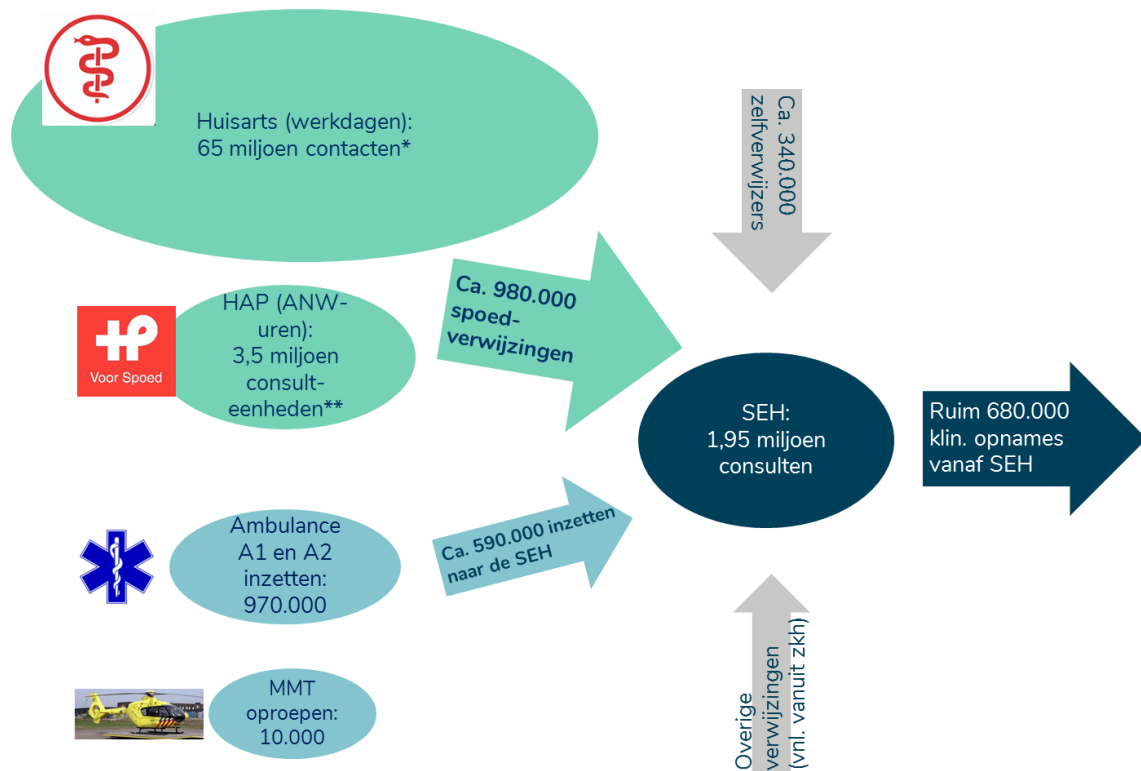 Huisarts (werkdagen):
65 miljoen contacten*
Ca. 340.000
zelfverwijzers
HAP (ANW-
uren):
3,5 miljoen
consult-
eenheden**
HP
Voor Spoed
Ca. 980.000
spoed-
verwijzingen
SEH:
1,95 miljoen
consulten
Ruim 680.000
klin. opnames
vanaf SEH
Ambulance
A1 en A2
inzetten:
970.000
Ca. 590.000 inzetten
naar de SEH
MMT
oproepen:
10.000
Overige
verwijzingen
(vnl. vanuit zkh)